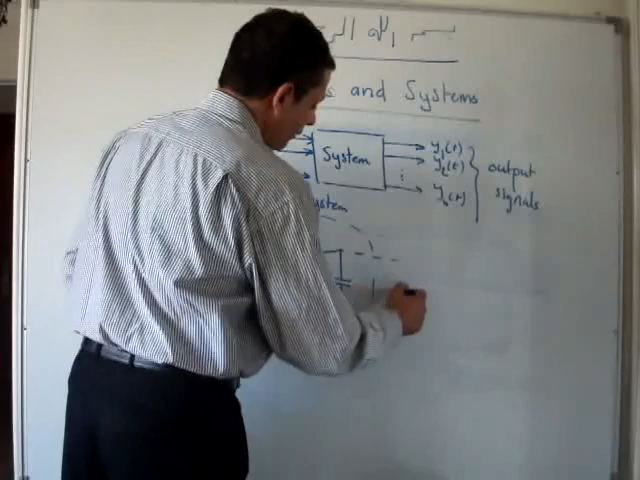 s and Systems
System
y₁(t)
y₂(t)
⋮
yₙ(t)
output
signals
ystem